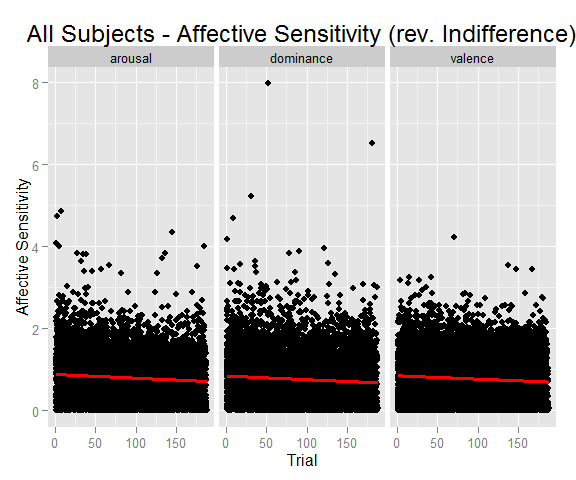 All Subjects - Affective Sensitivity (rev. Indifference)
arousal dominance valence
8
6
4
2
0
Affective Sensitivity
0 50 100 150 0 50 100 150 0 50 100 150
Trial